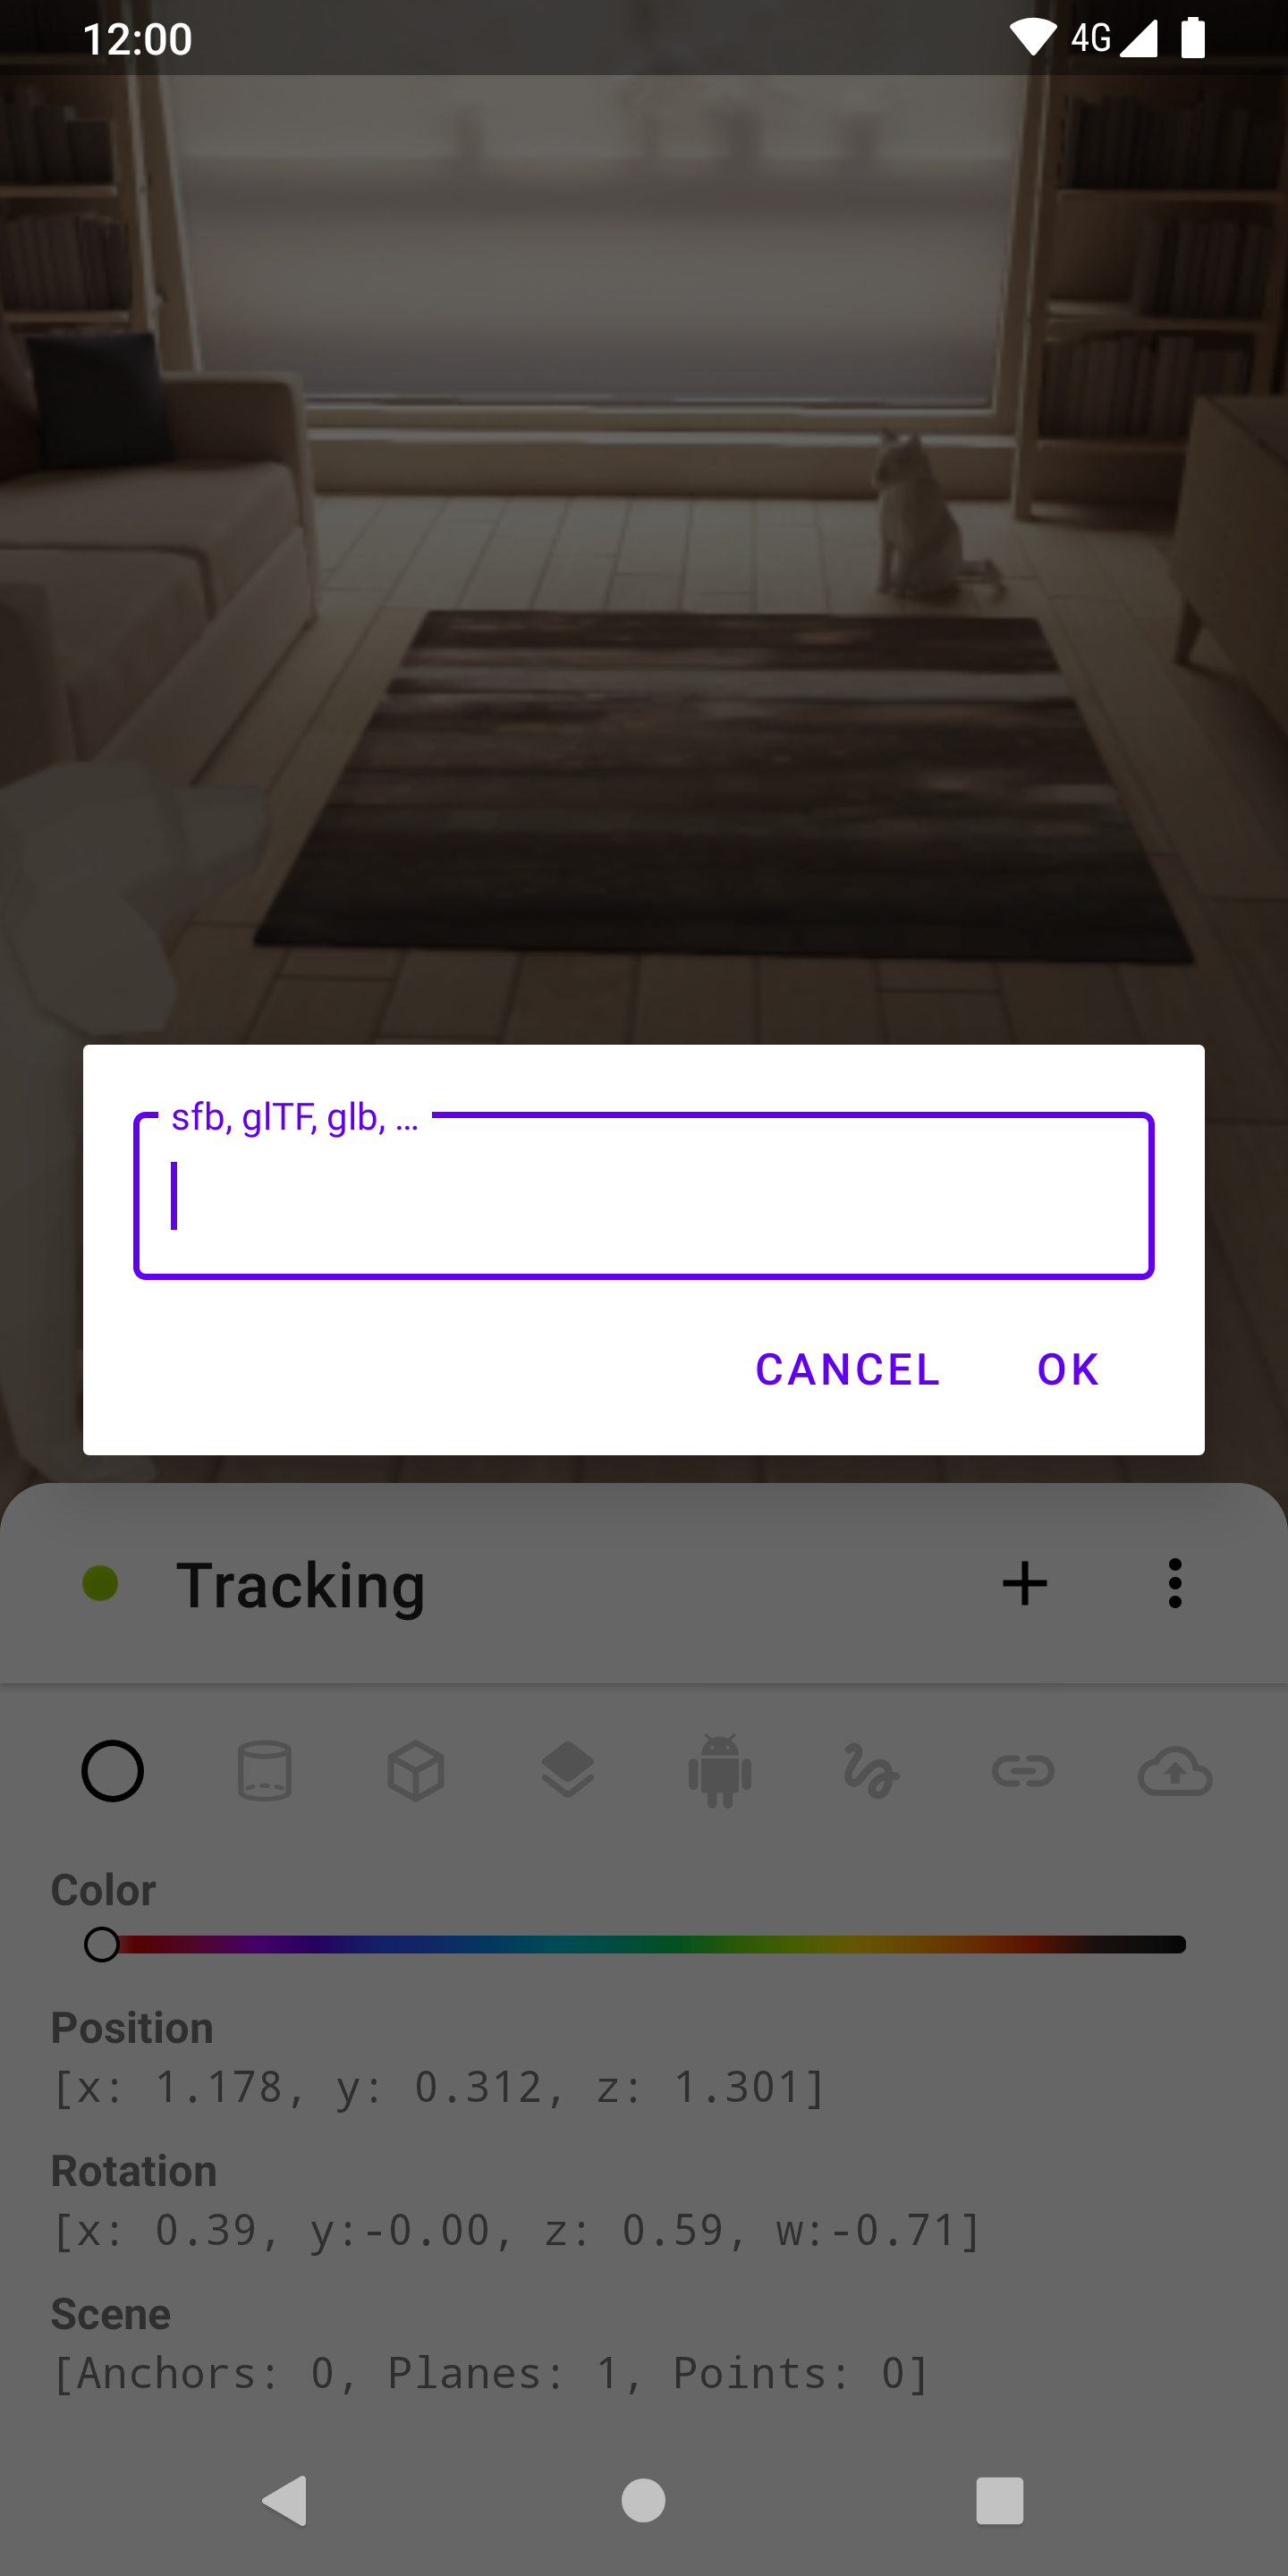 12:00
4G
sfb, glTF, glb, ...
CANCEL OK
Tracking
Color
Position
[x: 1.178, y: 0.312, z: 1.301]
Rotation
[x: 0.39, y:-0.00, z: 0.59, w:-0.71]
Scene
[Anchors: 0, Planes: 1, Points: 0]